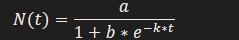 N(t) = a / (1 + b * e^(-k*t))